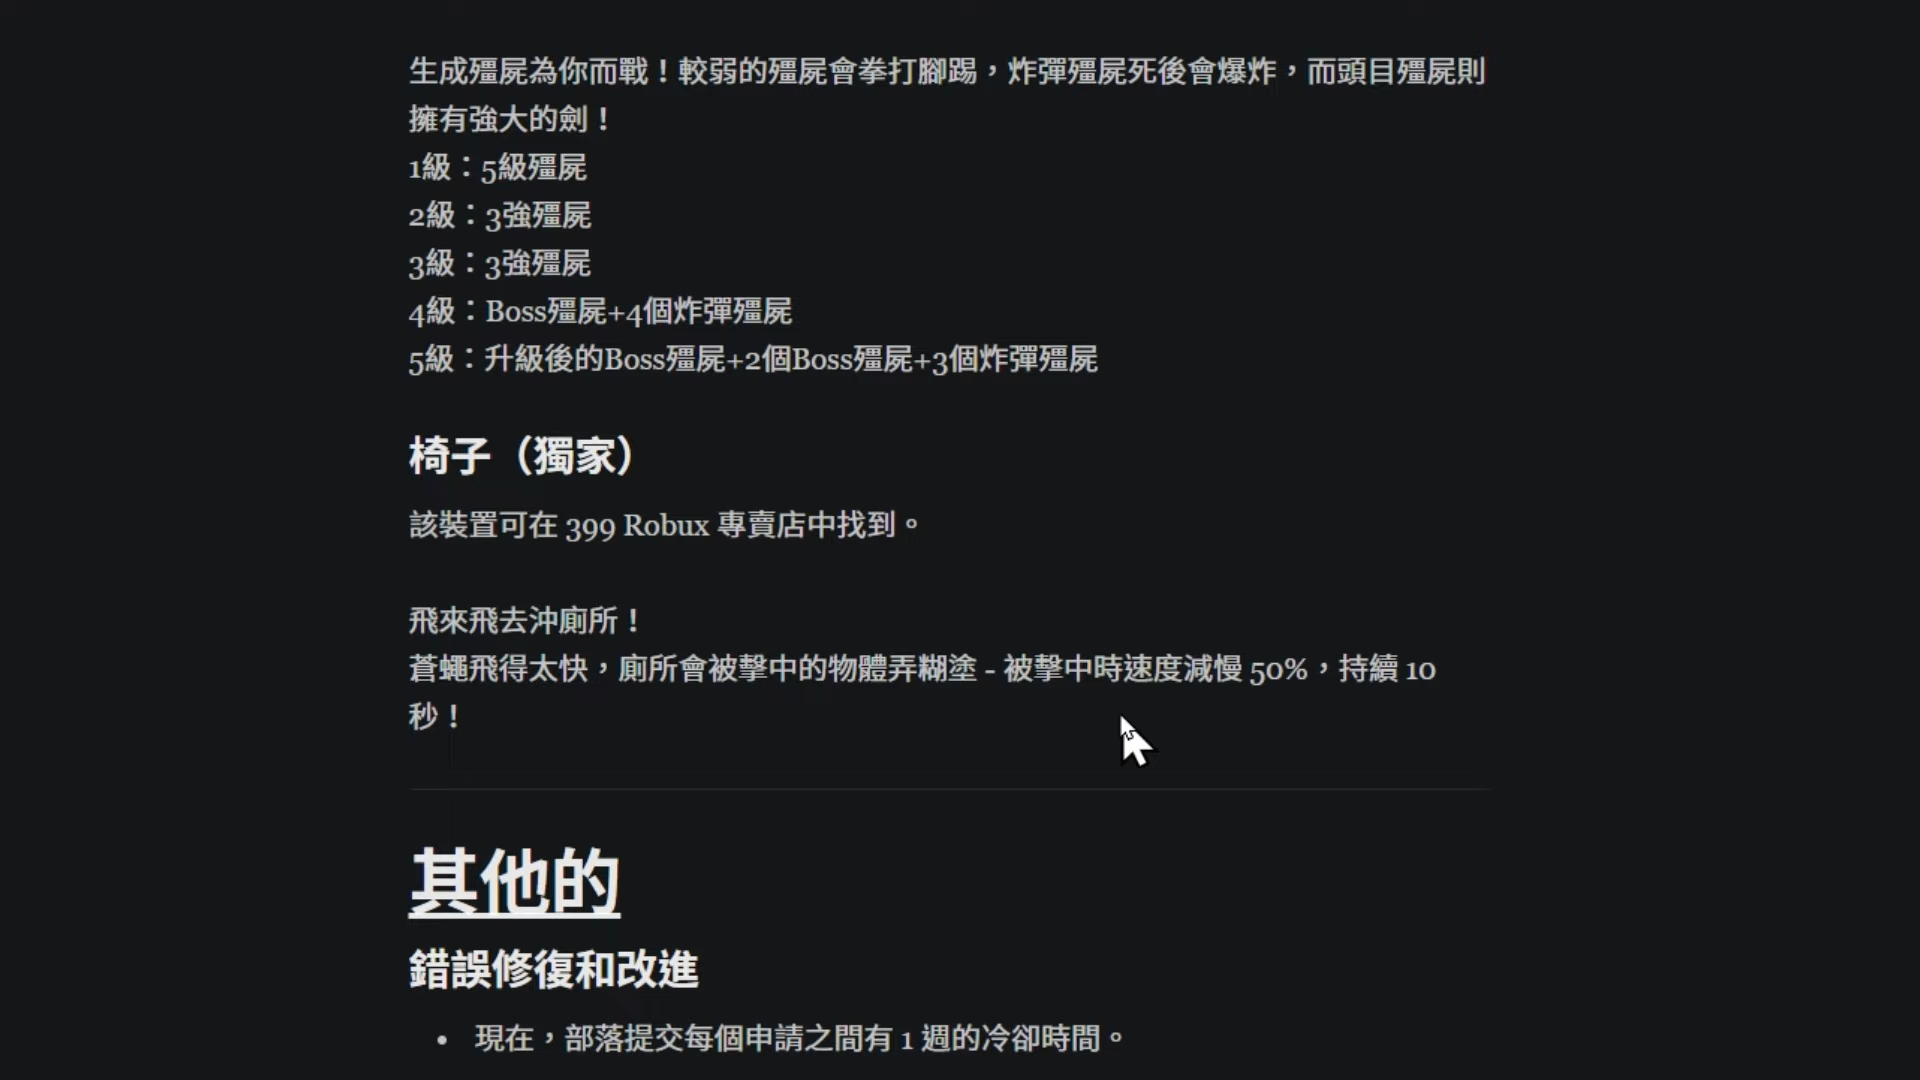 生成殭屍為你而戰！較弱的殭屍會拳打腳踢，炸彈殭屍死後會爆炸，而頭目殭屍則
擁有強大的劍！
1級：5級殭屍
2級：3強殭屍
3級：3強殭屍
4級：Boss殭屍+4個炸彈殭屍
5級：升級後的Boss殭屍+2個Boss殭屍+3個炸彈殭屍
椅子（獨家）
該裝置可在 399 Robux 專賣店中找到。
飛來飛去沖廁所！
蒼蠅飛得太快，廁所會被擊中的物體弄糊塗 - 被擊中時速度減慢 50%，持續 10
秒！
其他的
錯誤修復和改進
• 現在，部落提交每個申請之間有 1 週的冷卻時間。